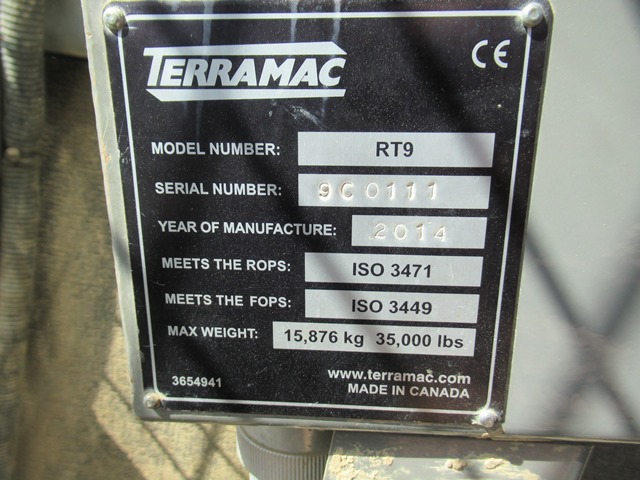 TERRAMAC CE
MODEL NUMBER: RT9
SERIAL NUMBER: 9C0111
YEAR OF MANUFACTURE: 2014
MEETS THE ROPS: ISO 3471
MEETS THE FOPS: ISO 3449
MAX WEIGHT: 15,876 kg 35,000 lbs
www.terramac.com
3654941 MADE IN CANADA